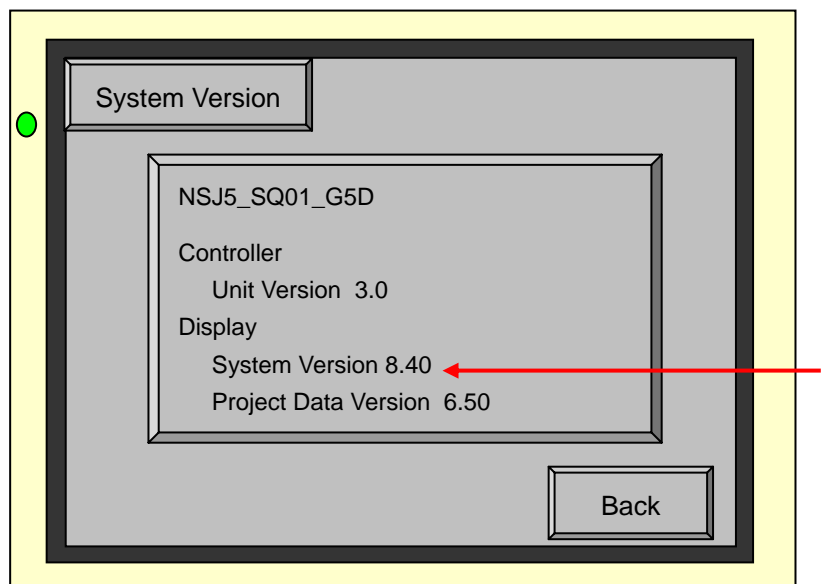 System Version
NSJ5_SQ01_G5D
Controller
Unit Version 3.0
Display
System Version 8.40
Project Data Version 6.50
Back